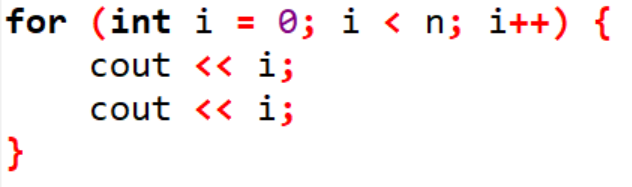 for (int i = 0; i < n; i++) {
    cout << i;
    cout << i;
}